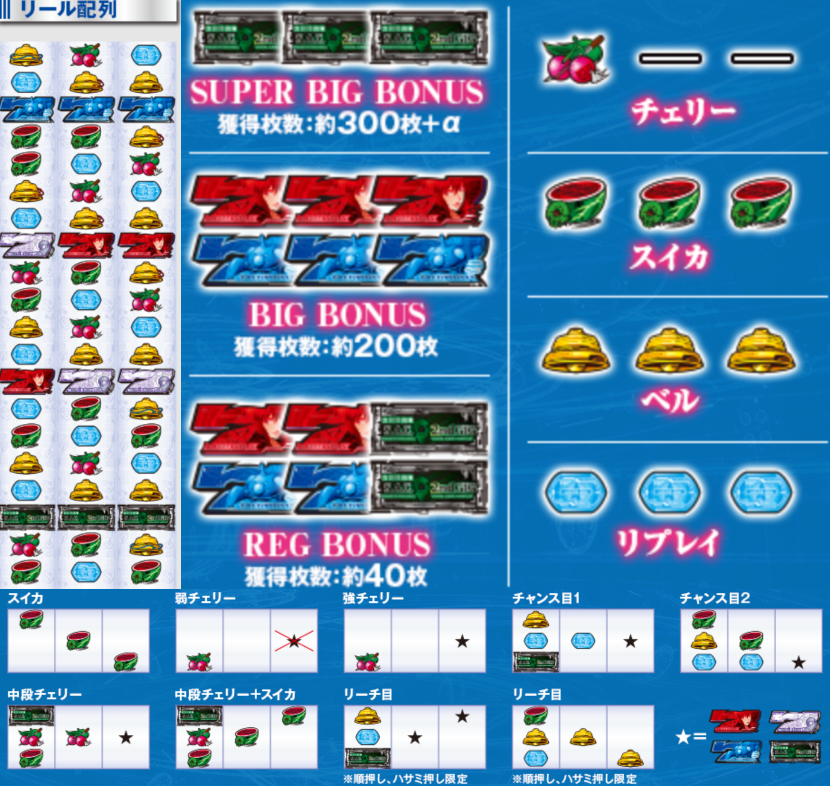 リール配列
SUPER BIG BONUS
獲得枚数:約300枚+α
BIG BONUS
獲得枚数:約200枚
REG BONUS
獲得枚数:約40枚
チェリー
スイカ
ベル
リプレイ
スイカ
弱チェリー
強チェリー
チャンス目1
チャンス目2
中段チェリー
中段チェリー+スイカ
リーチ目
リーチ目
★=
※順押し、ハサミ押し限定
※順押し、ハサミ押し限定